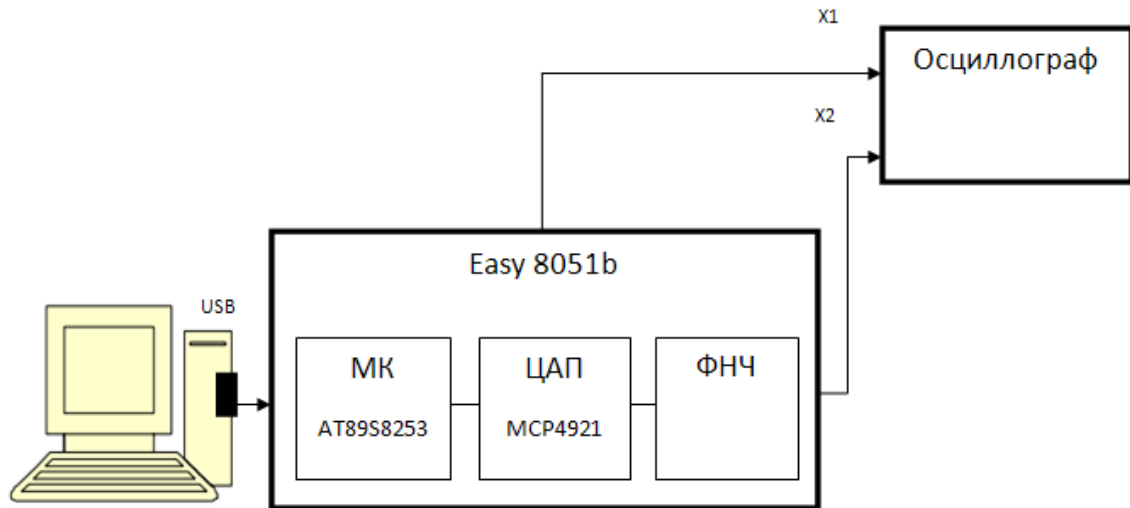 X1
Осциллограф
X2
Easy 8051b
USB
МК
ЦАП
ФНЧ
AT89S8253
MCP4921